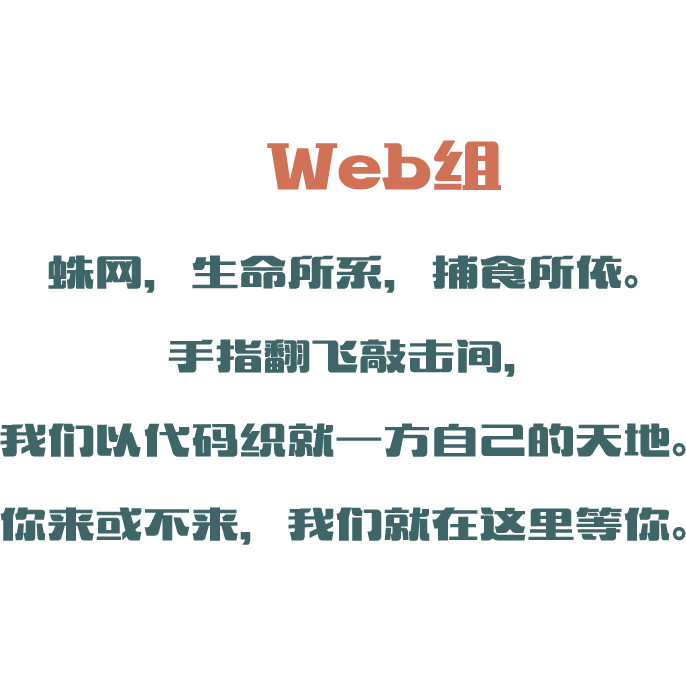 Web组
蛛网，生命所系，捕食所依。
手指翻飞敲击间，
我们以代码织就一方自己的天地。
你来或不来，我们就在这里等你。